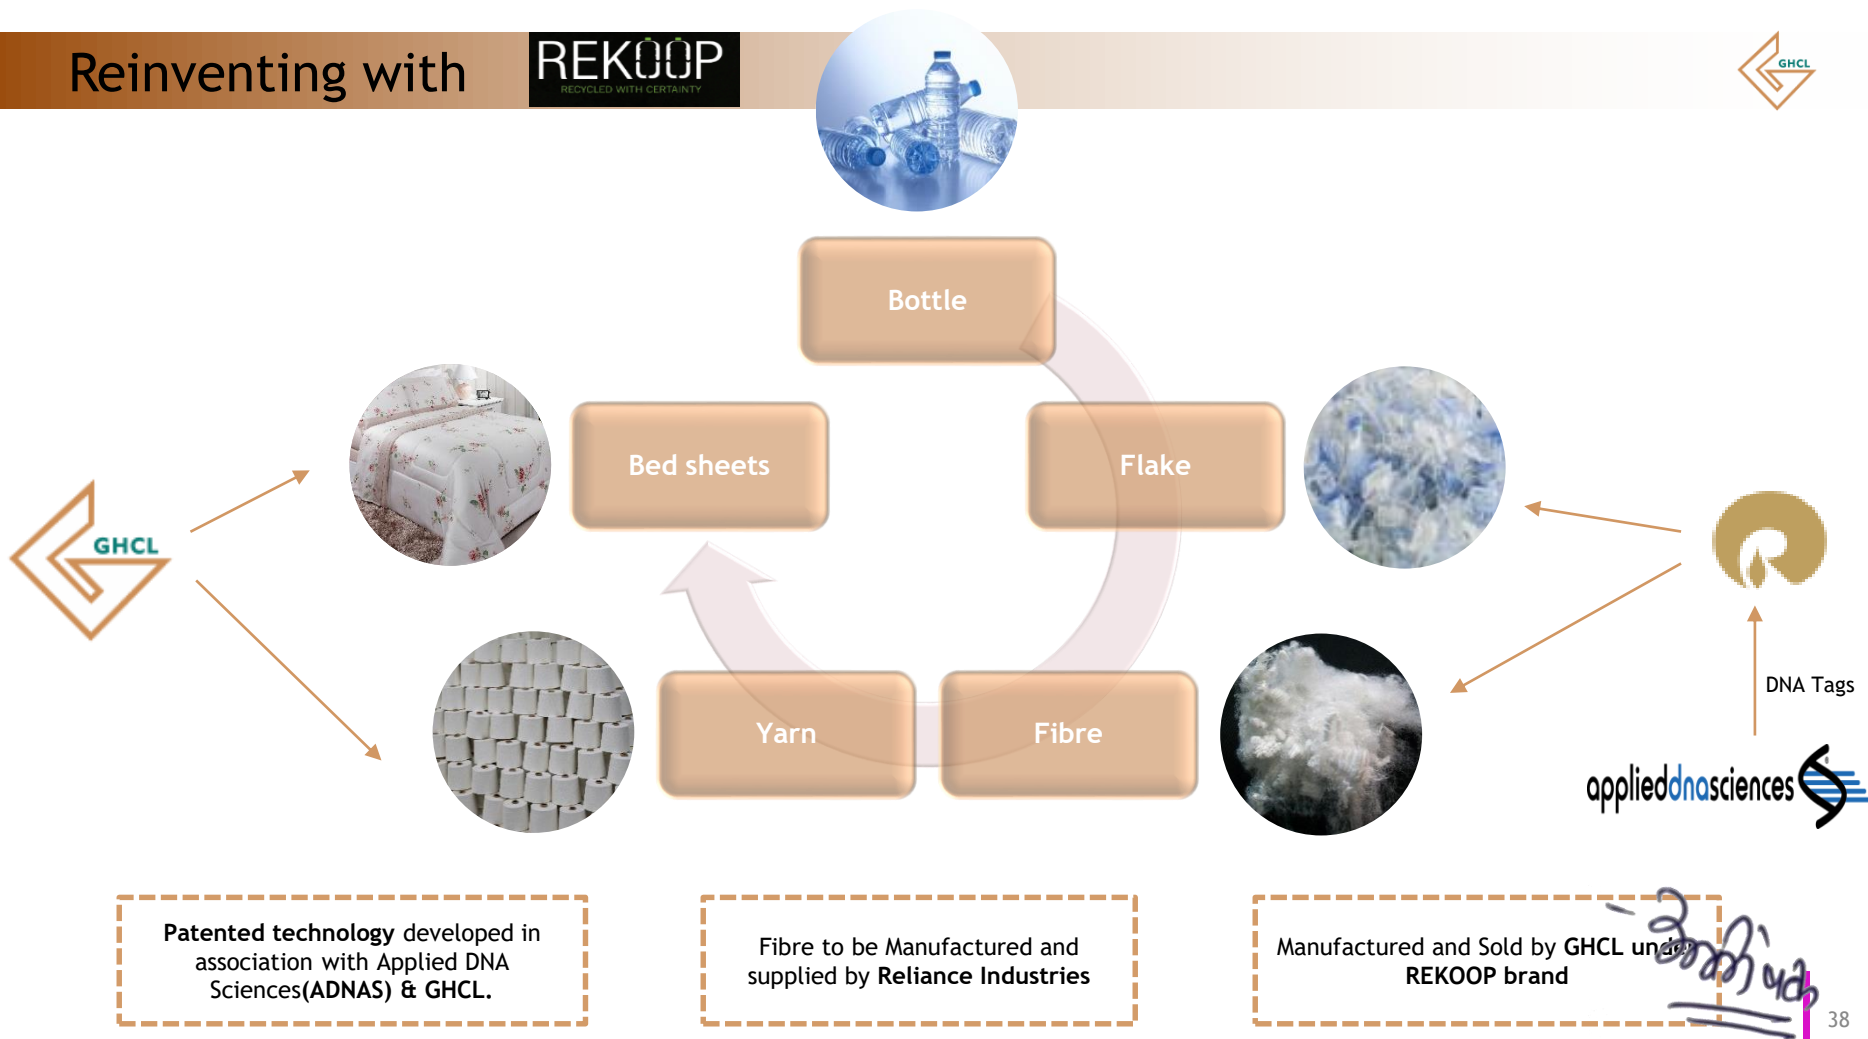 Reinventing with
REKOOP
RECYCLED WITH CERTAINTY
GHCL
Bottle
Bed sheets
Flake
GHCL
DNA Tags
Yarn
Fibre
applieddnasciences
Patented technology developed in
association with Applied DNA
Sciences(ADNAS) & GHCL.
Fibre to be Manufactured and
supplied by Reliance Industries
Manufactured and Sold by GHCL under
REKOOP brand
38